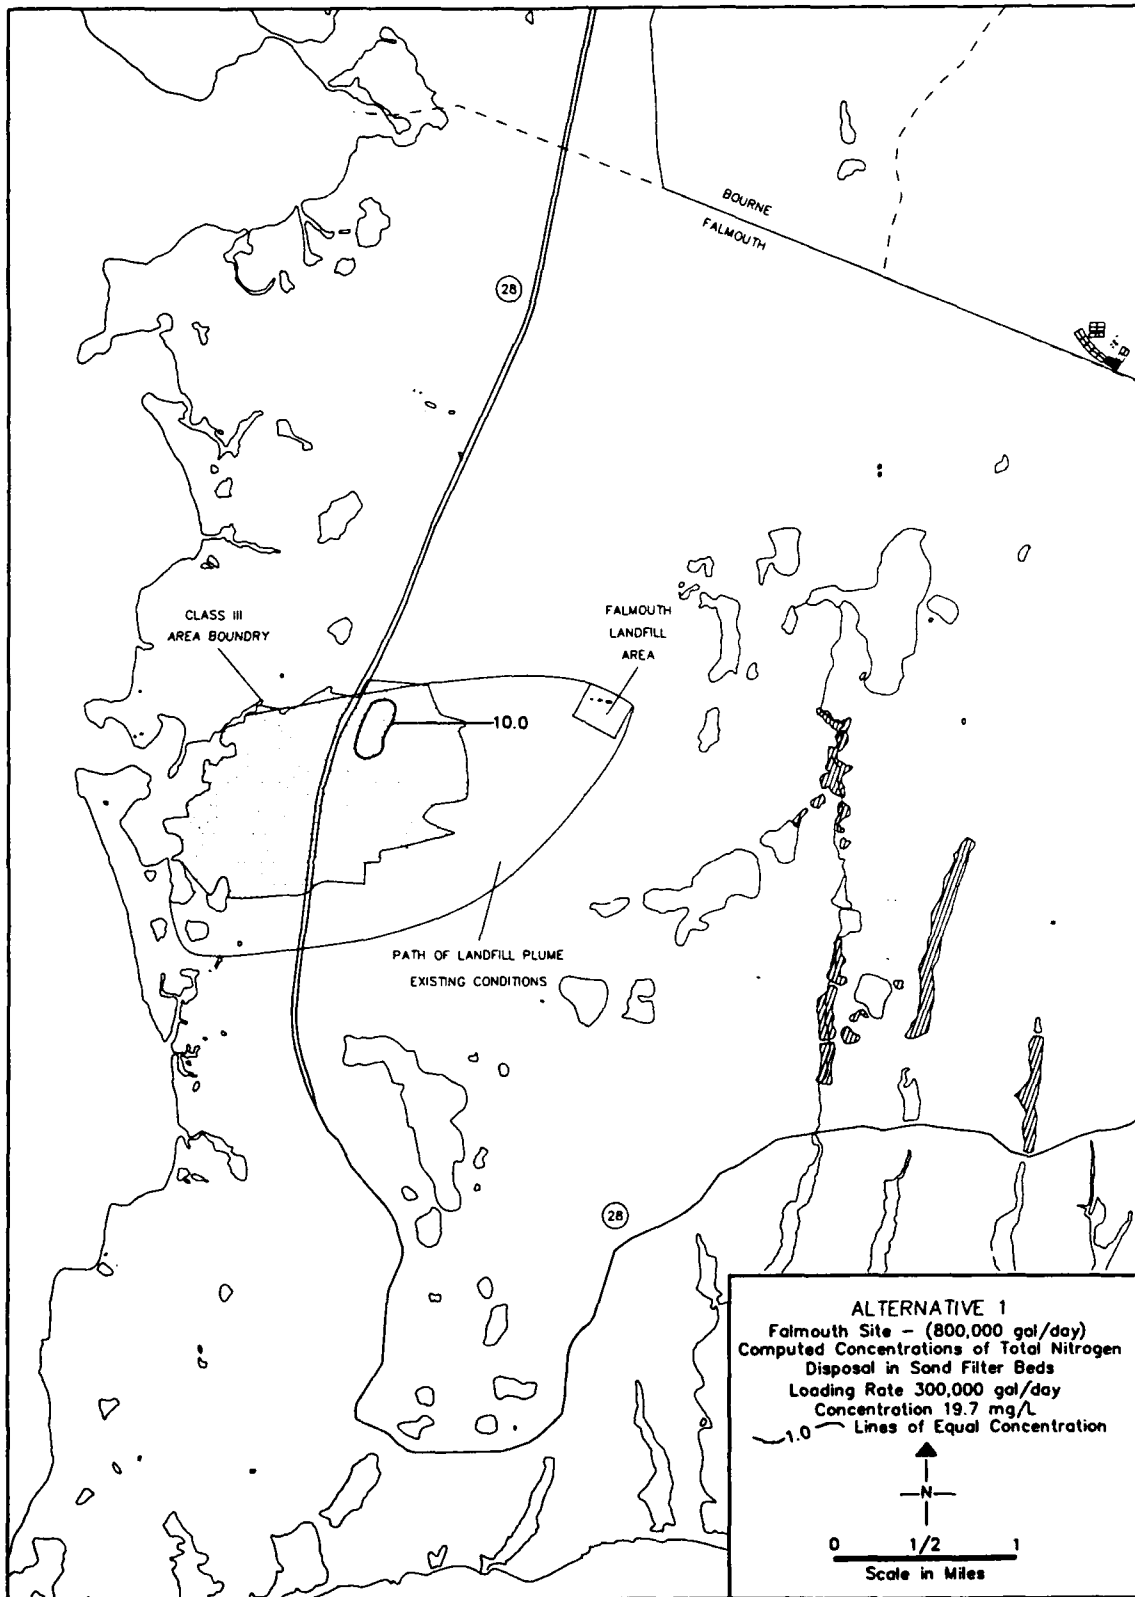 BOURNE
FALMOUTH
28
CLASS III
AREA BOUNDRY
FALMOUTH
LANDFILL
AREA
10.0
PATH OF LANDFILL PLUME
EXISTING CONDITIONS
28
ALTERNATIVE 1
Falmouth Site - (800,000 gal/day)
Computed Concentrations of Total Nitrogen
Disposal in Sand Filter Beds
Loading Rate 300,000 gal/day
Concentration 19.7 mg/L
1.0 Lines of Equal Concentration
N
0 1/2 1
Scale in Miles